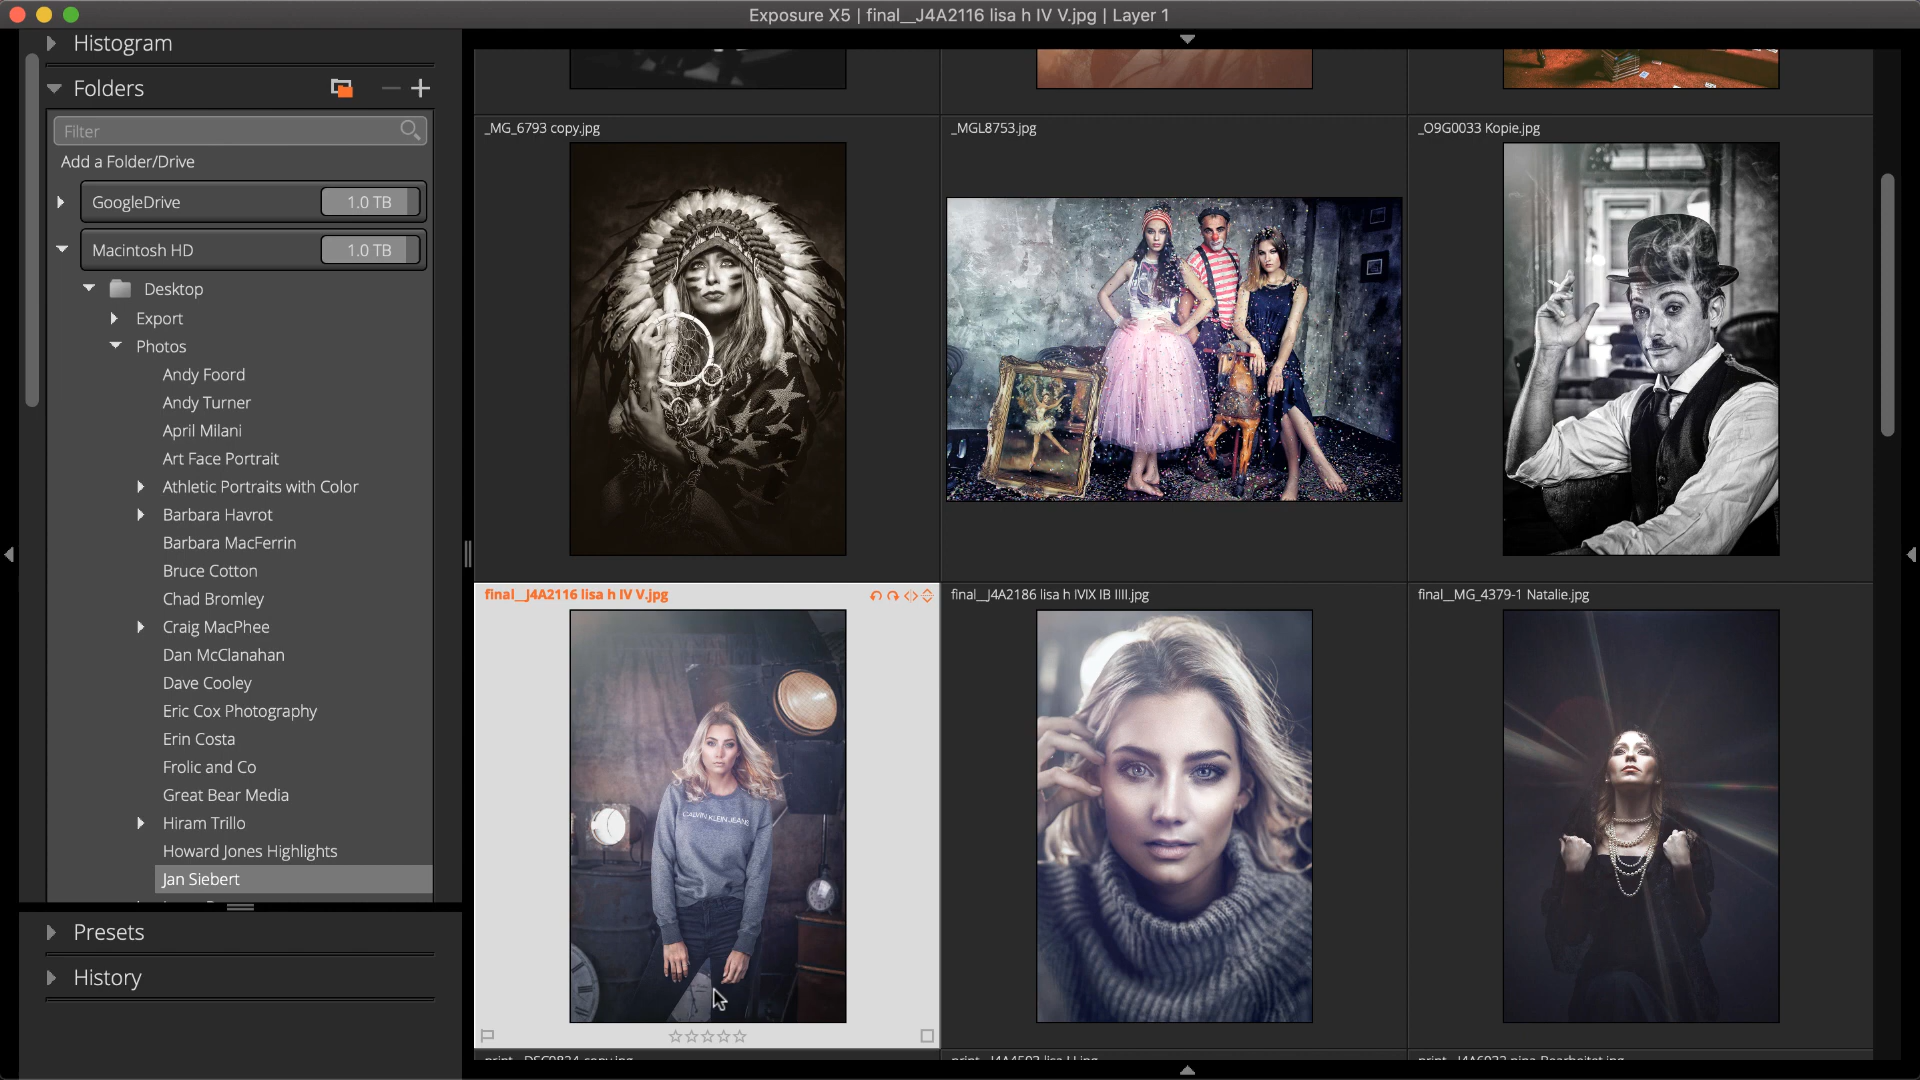 Exposure X5 | final__J4A2116 lisa h IV V.jpg | Layer 1
Histogram
Folders
Filter
Add a Folder/Drive
GoogleDrive 1.0 TB
Macintosh HD 1.0 TB
Desktop
Export
Photos
Andy Foord
Andy Turner
April Milani
Art Face Portrait
Athletic Portraits with Color
Barbara Havrot
Barbara MacFerrin
Bruce Cotton
Chad Bromley
Craig MacPhee
Dan McClanahan
Dave Cooley
Eric Cox Photography
Erin Costa
Frolic and Co
Great Bear Media
Hiram Trillo
Howard Jones Highlights
Jan Siebert
Presets
History
_MG_6793 copy.jpg
_MGL8753.jpg
_O9G0033 Kopie.jpg
final__J4A2116 lisa h IV V.jpg
final__J4A2186 lisa h IVIX IB IIII.jpg
final__MG_4379-1 Natalie.jpg
CALVIN KLEIN JEANS